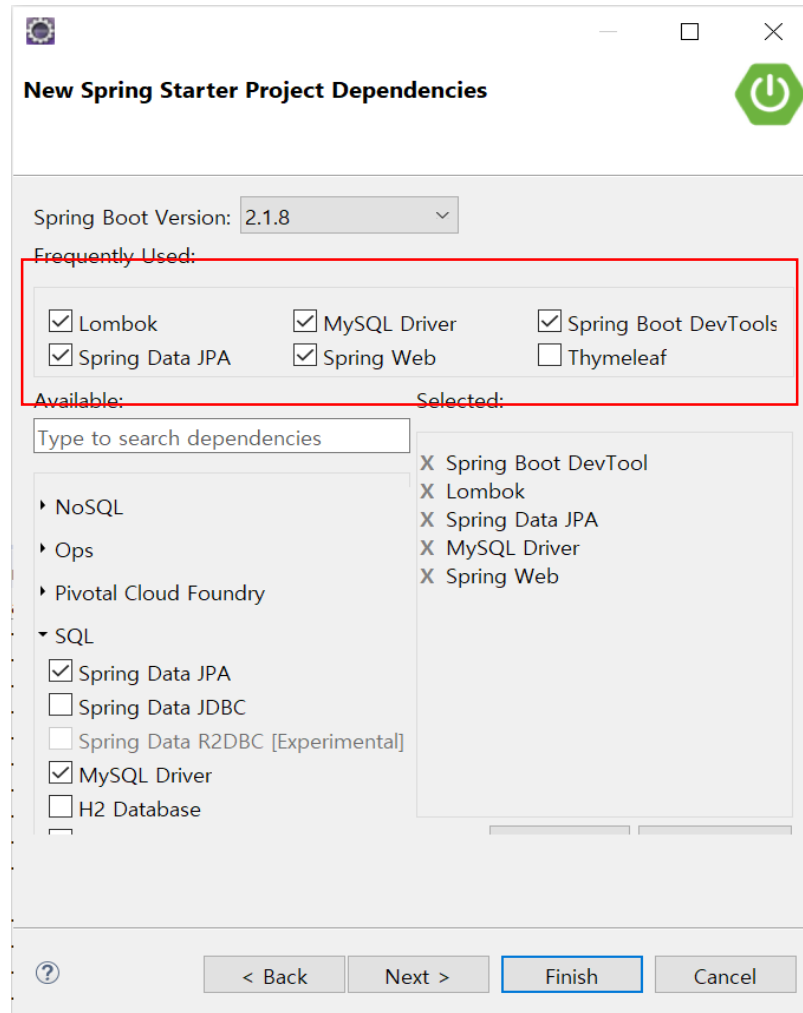 New Spring Starter Project Dependencies
Spring Boot Version: 2.1.8
Frequently Used:
Lombok MySQL Driver Spring Boot DevTools
Spring Data JPA Spring Web Thymeleaf
Available: Selected:
Type to search dependencies
X Spring Boot DevTool
X Lombok
NoSQL
X Spring Data JPA
Ops
X MySQL Driver
Pivotal Cloud Foundry
X Spring Web
SQL
Spring Data JPA
Spring Data JDBC
Spring Data R2DBC [Experimental]
MySQL Driver
H2 Database
? < Back Next > Finish Cancel